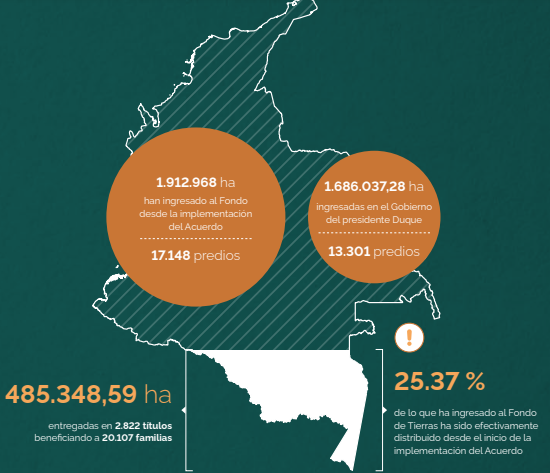 1.912.968 ha
han ingresado al Fondo
desde la implementación
del Acuerdo
17.148 predios
1.686.037,28 ha
ingresadas en el Gobierno
del presidente Duque
13.301 predios
!
485.348,59 ha
entregadas en 2.822 títulos
beneficiando a 20.107 familias
25.37 %
de lo que ha ingresado al Fondo
de Tierras ha sido efectivamente
distribuido desde el inicio de la
implementación del Acuerdo